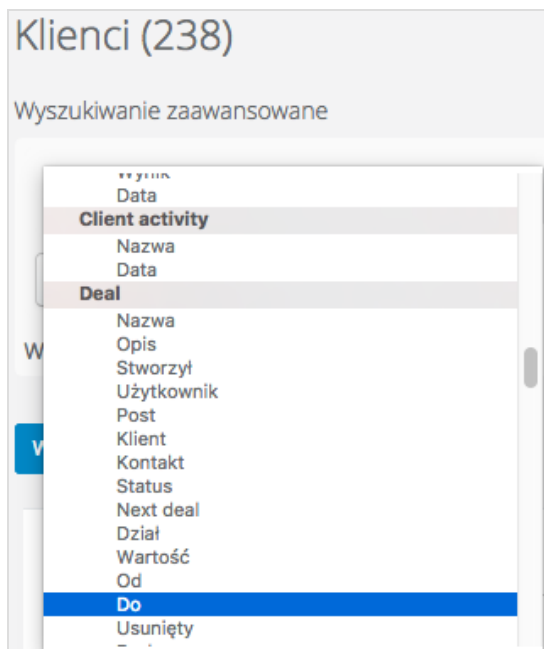 Klienci (238)
Wyszukiwanie zaawansowane
Wynik
Data
Client activity
Nazwa
Data
Deal
Nazwa
Opis
Stworzył
Użytkownik
Post
Klient
Kontakt
Status
Next deal
Dział
Wartość
Od
Do
Usunięty